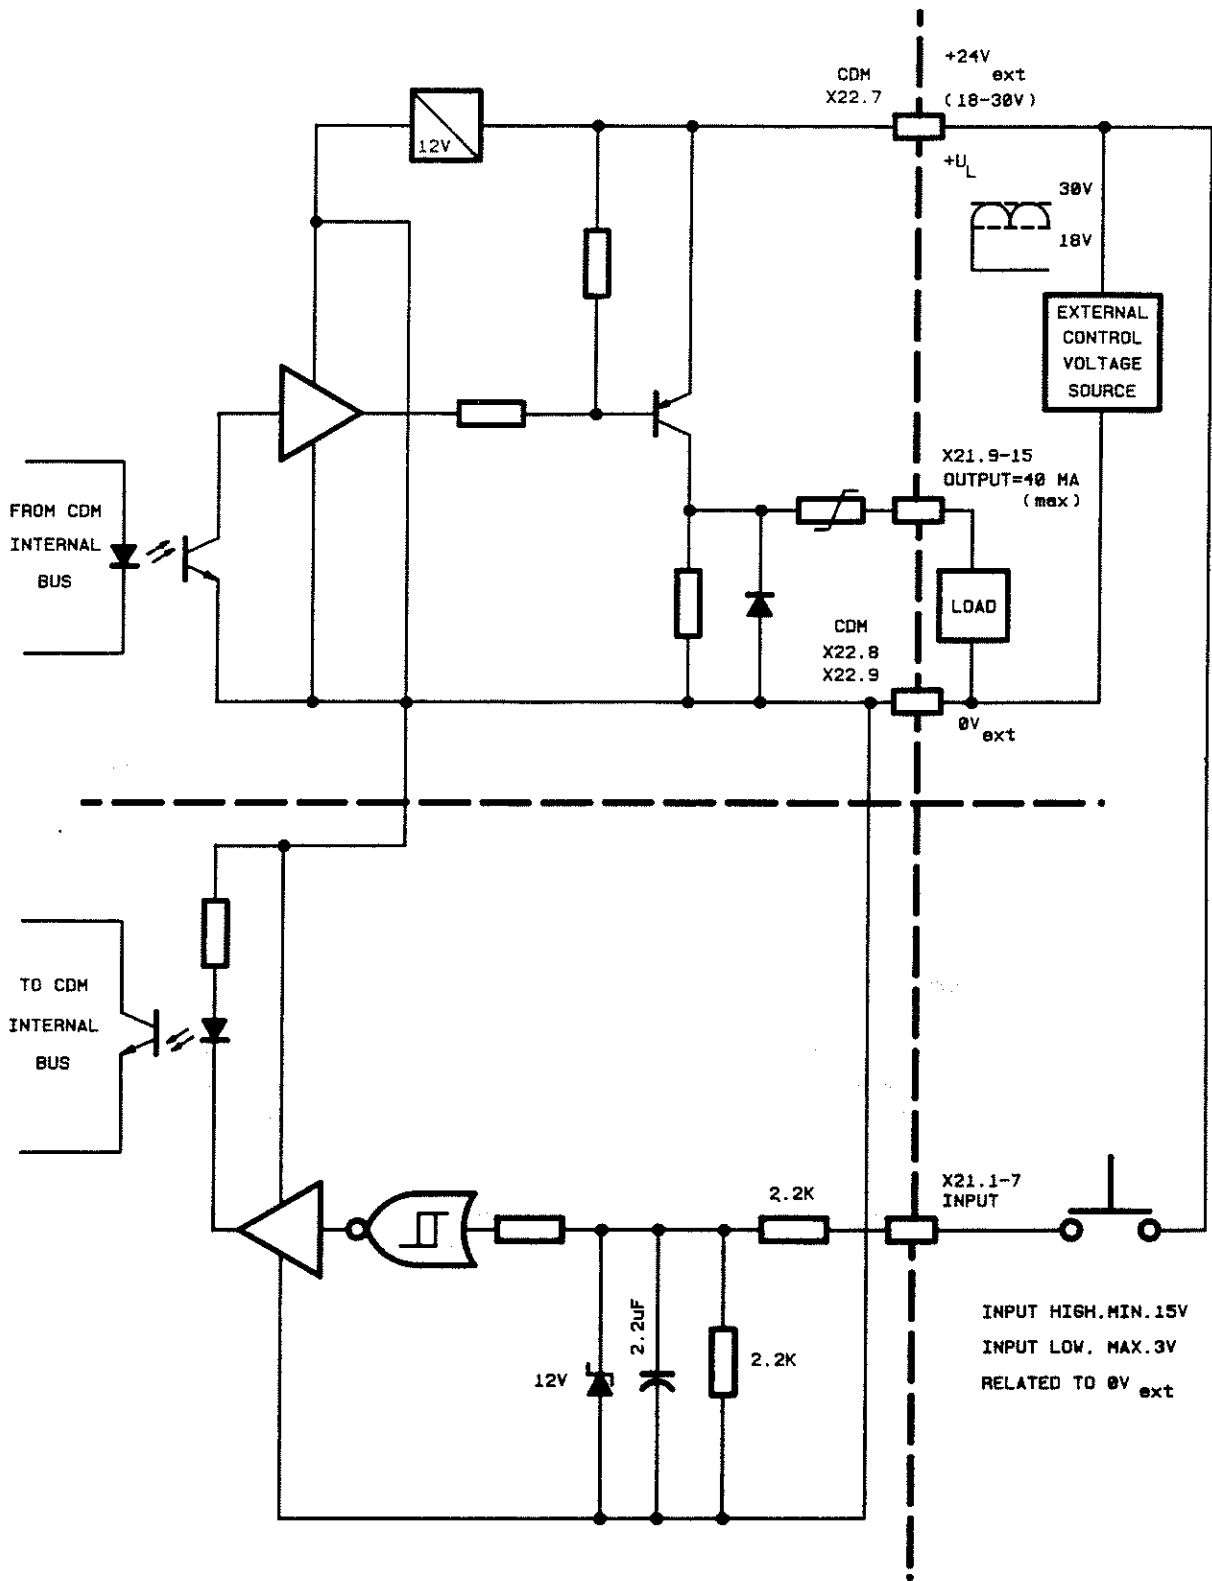 +24V
ext
(18-30V)
CDM
X22.7
12V
+U
L
30V
18V
EXTERNAL
CONTROL
VOLTAGE
SOURCE
X21.9-15
OUTPUT=40 MA
(max)
FROM CDM
INTERNAL
BUS
LOAD
CDM
X22.8
X22.9
0V
ext
TO CDM
INTERNAL
BUS
X21.1-7
INPUT
2.2K
2.2uF
12V
2.2K
INPUT HIGH.MIN.15V
INPUT LOW. MAX.3V
RELATED TO 0V
ext